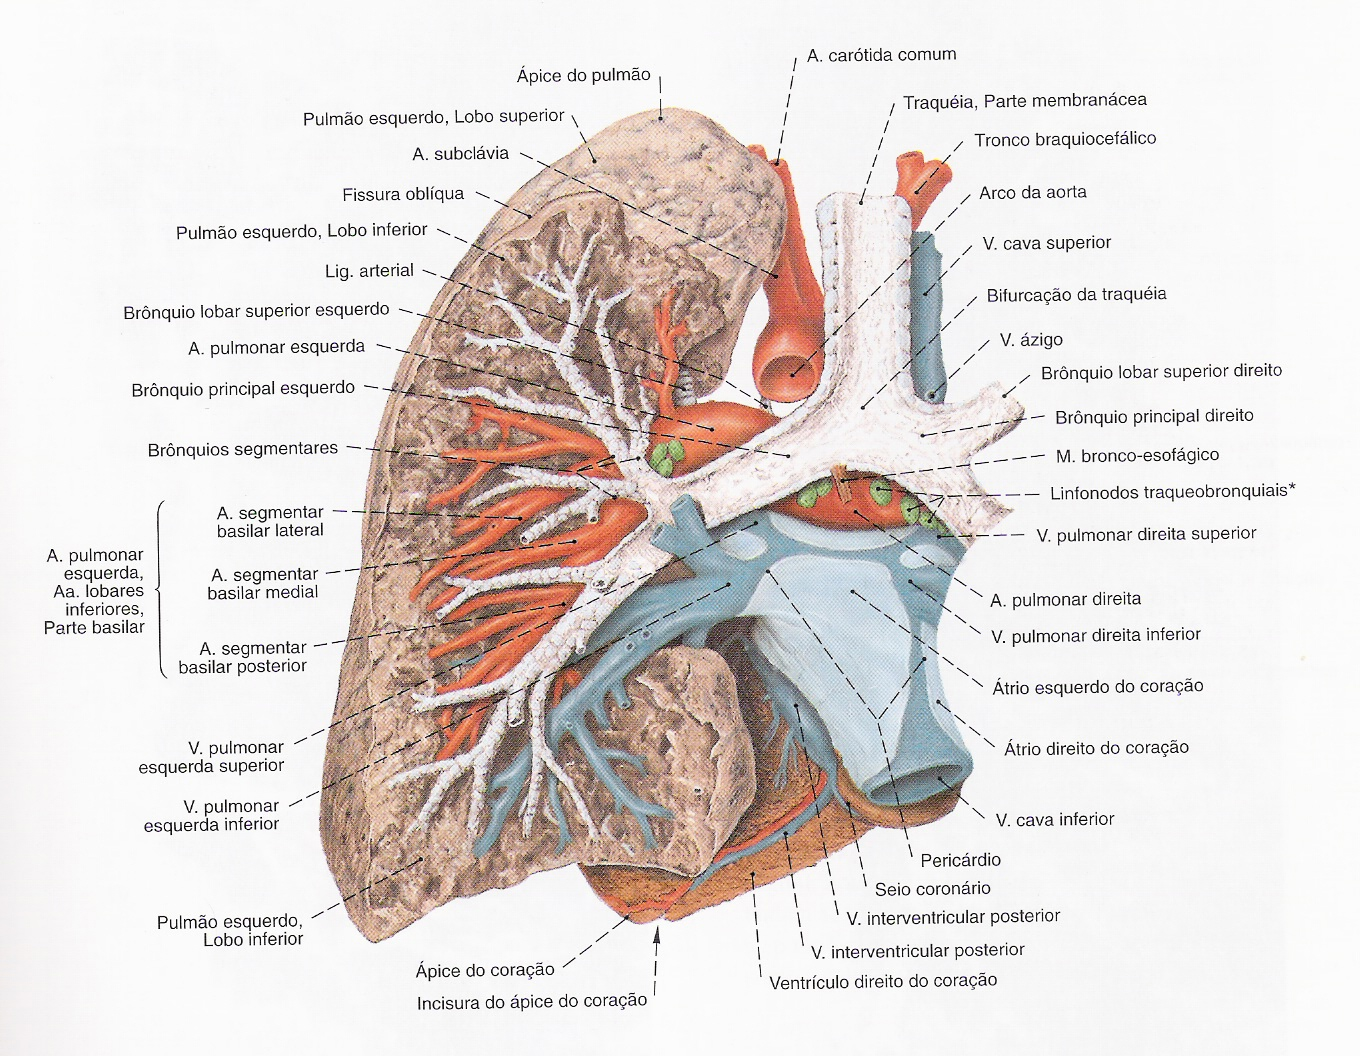 A. carótida comum
Ápice do pulmão
Traquéia, Parte membranácea
Pulmão esquerdo, Lobo superior
Tronco braquiocefálico
A. subclávia
Arco da aorta
Fissura oblíqua
Pulmão esquerdo, Lobo inferior
V. cava superior
Lig. arterial
Bifurcação da traquéia
Brônquio lobar superior esquerdo
V. ázigo
A. pulmonar esquerda
Brônquio lobar superior direito
Brônquio principal esquerdo
Brônquio principal direito
Brônquios segmentares
M. bronco-esofágico
Linfonodos traqueobronquiais*
A. segmentar
basilar lateral
V. pulmonar direita superior
A. pulmonar
esquerda,
Aa. lobares
inferiores,
Parte basilar
A. segmentar
basilar medial
A. pulmonar direita
V. pulmonar direita inferior
A. segmentar
basilar posterior
Átrio esquerdo do coração
V. pulmonar
esquerda superior
Átrio direito do coração
V. pulmonar
esquerda inferior
V. cava inferior
Pericárdio
Seio coronário
V. interventricular posterior
Pulmão esquerdo,
Lobo inferior
V. interventricular posterior
Ápice do coração
Ventrículo direito do coração
Incisura do ápice do coração